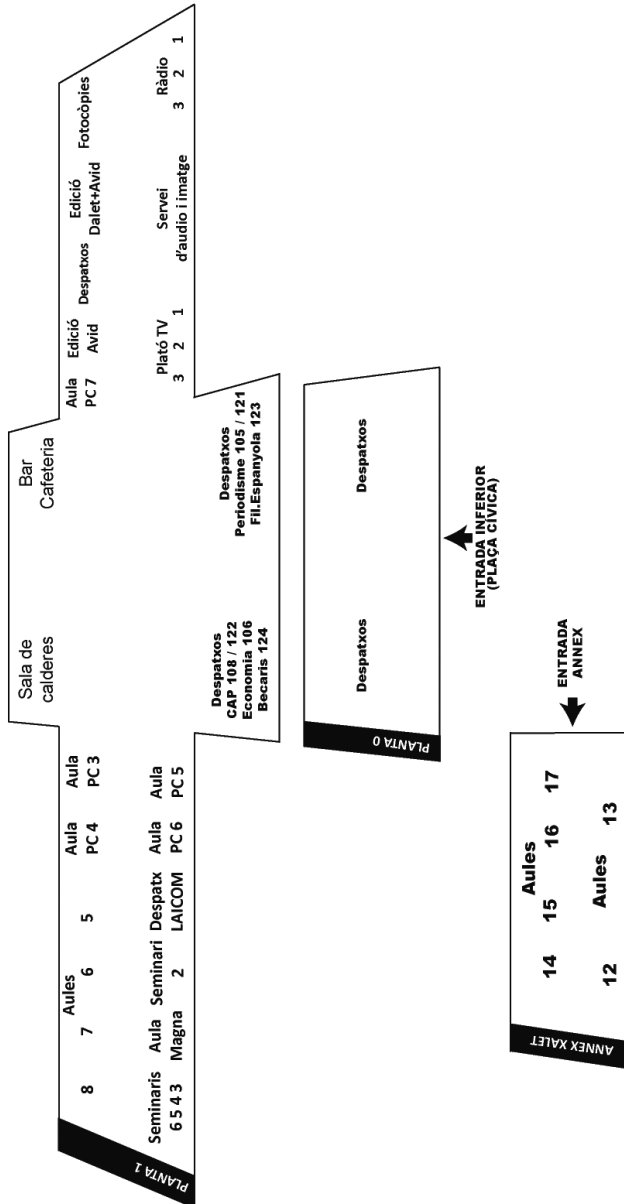 PLANTA 1
8 7 6 5
Aules
Aula
PC 4
Aula
PC 3
Seminaris
6 5 4 3
Aula
Magna
Seminari
2
Despatx
LAICOM
Aula
PC 6
Aula
PC 5
Sala de
calderes
Bar
Cafeteria
Despatxos
CAP 108 / 122
Economia 106
Becaris 124
Despatxos
Periodisme 105 / 121
Fil.Espanyola 123
Aula
PC 7
Edició
Avid
Despatxos
Edició
Dalet+Avid
Fotocòpies
Plató TV
3 2 1
Servei
d'audio i imatge
Ràdio
3 2 1
PLANTA 0
Despatxos
Despatxos
ENTRADA INFERIOR
(PLAÇA CÍVICA)
ANNEX XALET
Aules
14 15 16 17
Aules
12 13
ENTRADA
ANNEX